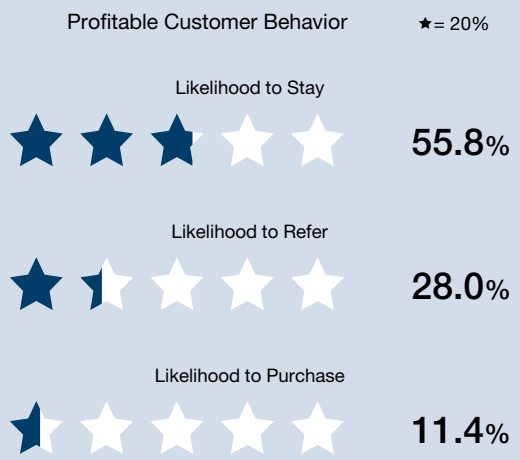 Profitable Customer Behavior ★= 20%
Likelihood to Stay
55.8%
Likelihood to Refer
28.0%
Likelihood to Purchase
11.4%